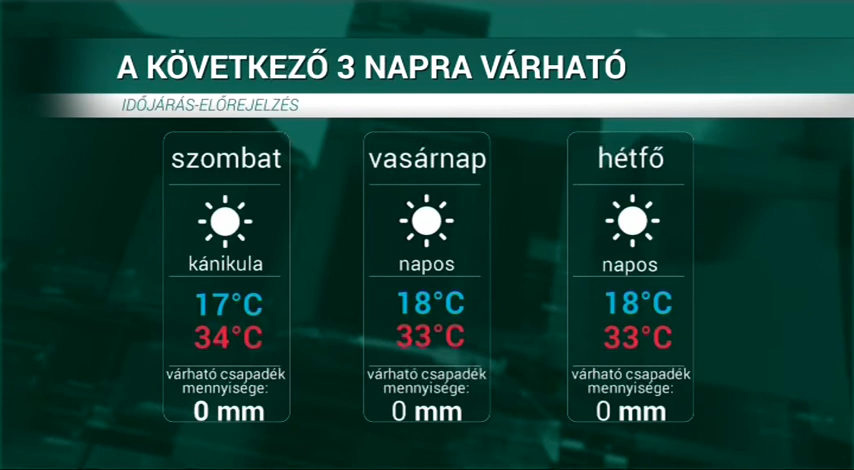 A KÖVETKEZŐ 3 NAPRA VÁRHATÓ
IDŐJÁRÁS-ELŐREJELZÉS
szombat
kánikula
17°C
34°C
várható csapadék
mennyisége:
0 mm
vasárnap
napos
18°C
33°C
várható csapadék
mennyisége:
0 mm
hétfő
napos
18°C
33°C
várható csapadék
mennyisége:
0 mm